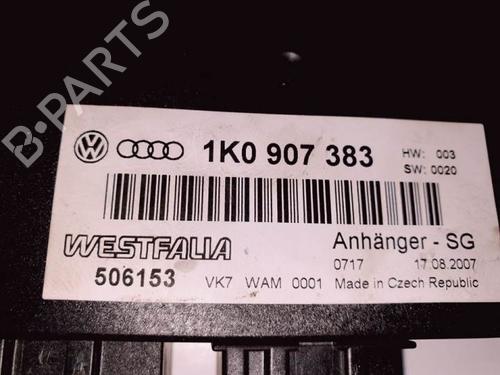 B-PARTS
1K0 907 383
HW: 003
SW: 0020
WESTFALIA
Anhänger - SG
506153
0717 17.08.2007
VK7 WAM 0001 Made in Czech Republic